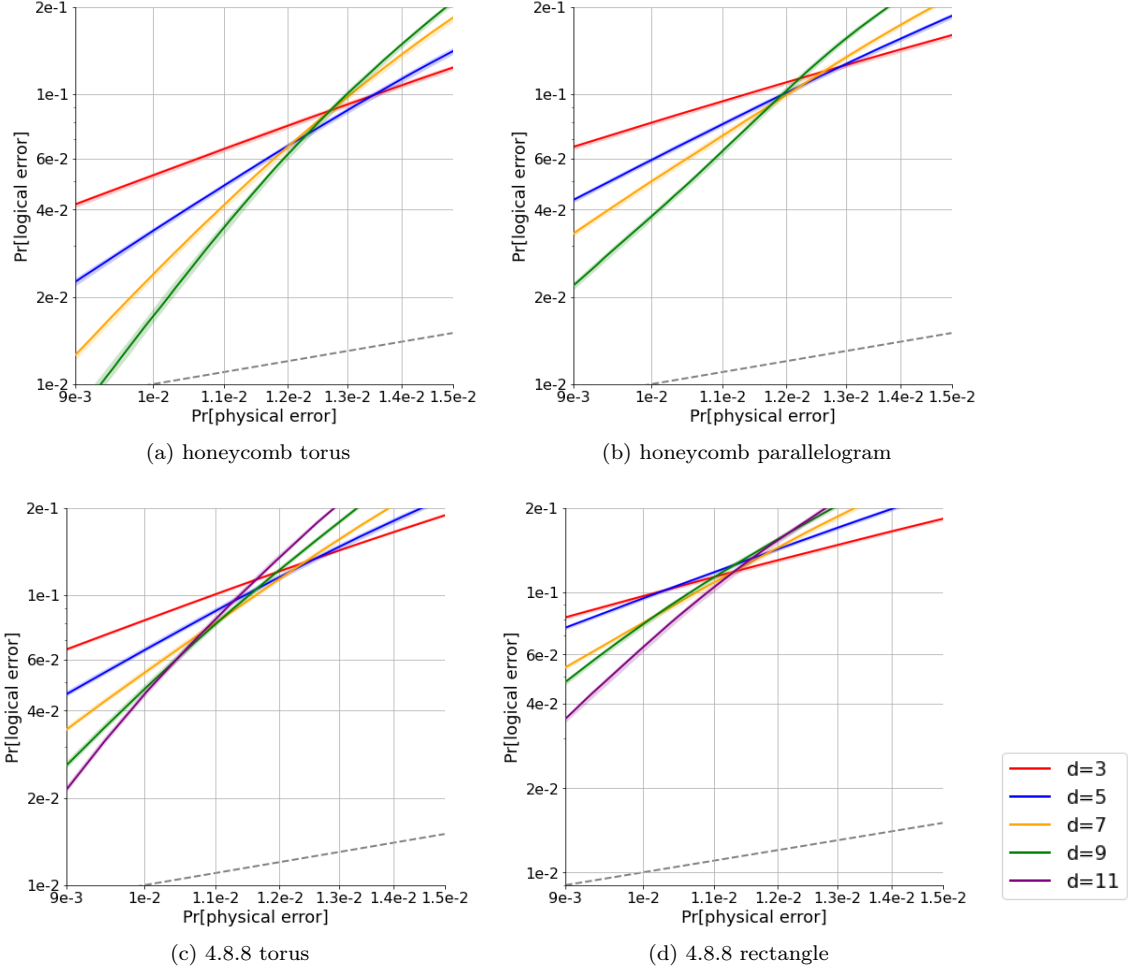 2e-1
1e-1
6e-2
4e-2
2e-2
1e-2
Pr[logical error]
9e-3 1e-2 1.1e-2 1.2e-2 1.3e-2 1.4e-2 1.5e-2
Pr[physical error]
(a) honeycomb torus
2e-1
1e-1
6e-2
4e-2
2e-2
1e-2
Pr[logical error]
9e-3 1e-2 1.1e-2 1.2e-2 1.3e-2 1.4e-2 1.5e-2
Pr[physical error]
(b) honeycomb parallelogram
2e-1
1e-1
6e-2
4e-2
2e-2
1e-2
Pr[logical error]
9e-3 1e-2 1.1e-2 1.2e-2 1.3e-2 1.4e-2 1.5e-2
Pr[physical error]
(c) 4.8.8 torus
2e-1
1e-1
6e-2
4e-2
2e-2
1e-2
Pr[logical error]
9e-3 1e-2 1.1e-2 1.2e-2 1.3e-2 1.4e-2 1.5e-2
Pr[physical error]
(d) 4.8.8 rectangle
d=3
d=5
d=7
d=9
d=11